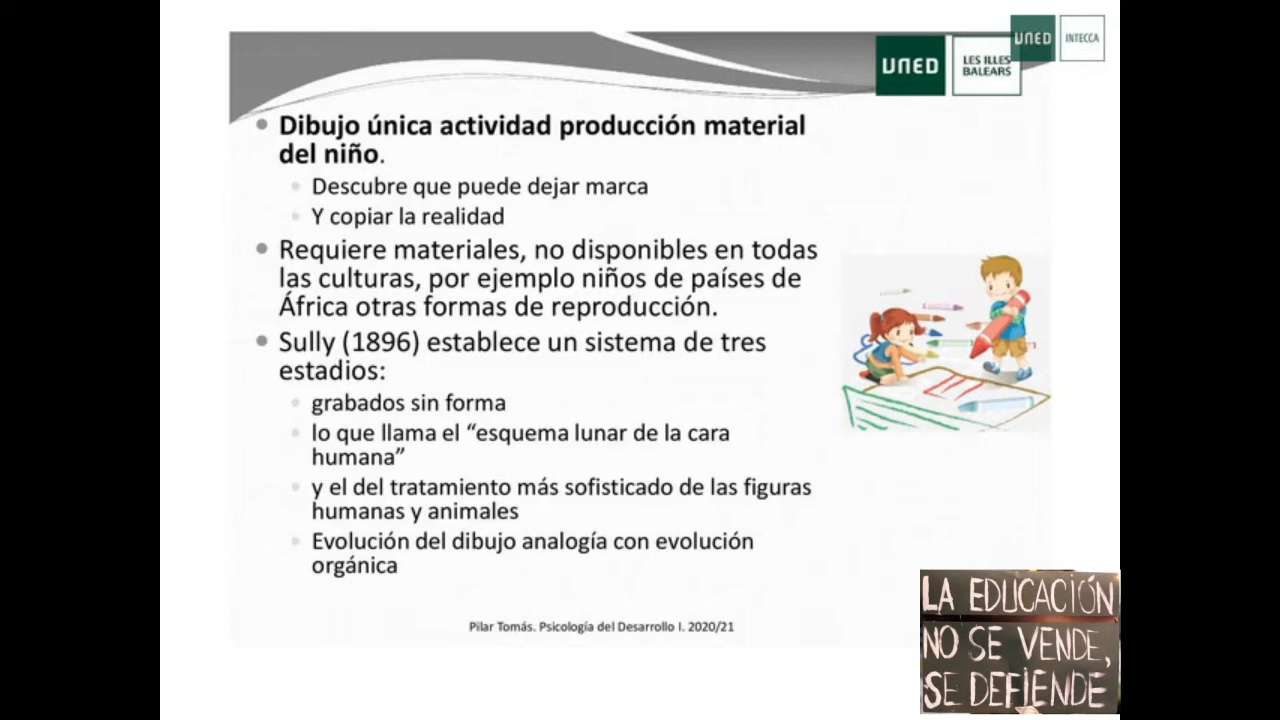 UNED
INTECCA
UNED
LES ILLES
BALEARS
Dibujo única actividad producción material
del niño.
Descubre que puede dejar marca
Y copiar la realidad
Requiere materiales, no disponibles en todas
las culturas, por ejemplo niños de países de
África otras formas de reproducción.
Sully (1896) establece un sistema de tres
estadios:
grabados sin forma
lo que llama el “esquema lunar de la cara
humana”
y el del tratamiento más sofisticado de las figuras
humanas y animales
Evolución del dibujo analogía con evolución
orgánica
Pilar Tomás. Psicología del Desarrollo I. 2020/21
LA EDUCACIÓN
NO SE VENDE,
SE DEFIENDE